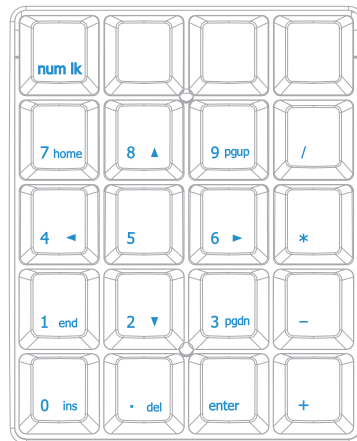 num lk
7 home 8 ▲ 9 pgup /
4 ◄ 5 6 ► *
1 end 2 ▼ 3 pgdn −
0 ins . del enter +